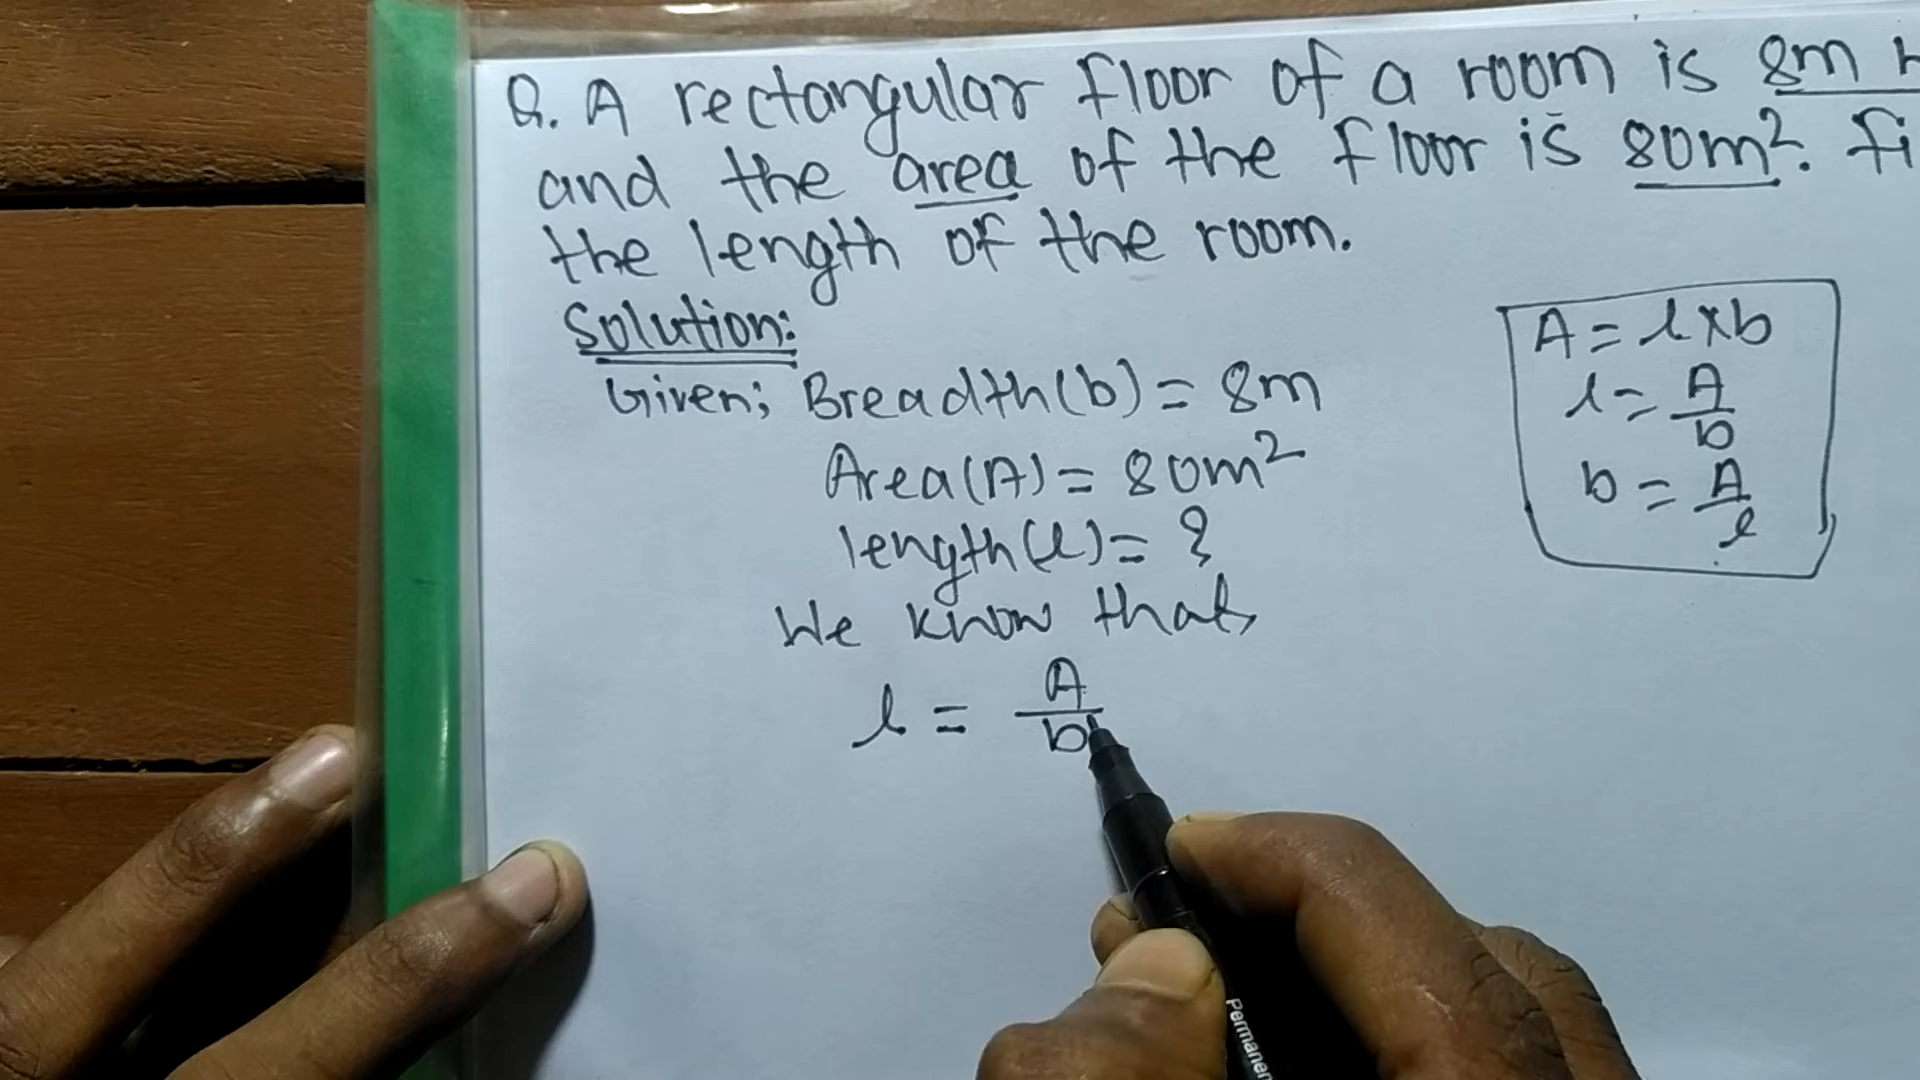 Q. A rectangular floor of a room is 8m
and the area of the floor is 80m². Fi
the length of the room.
Solution:
Given; Breadth(b) = 8m
Area(A) = 80m²
length(l) = ?
We know that,
l = A/b
A = l×b
l = A/b
b = A/l
Permanen